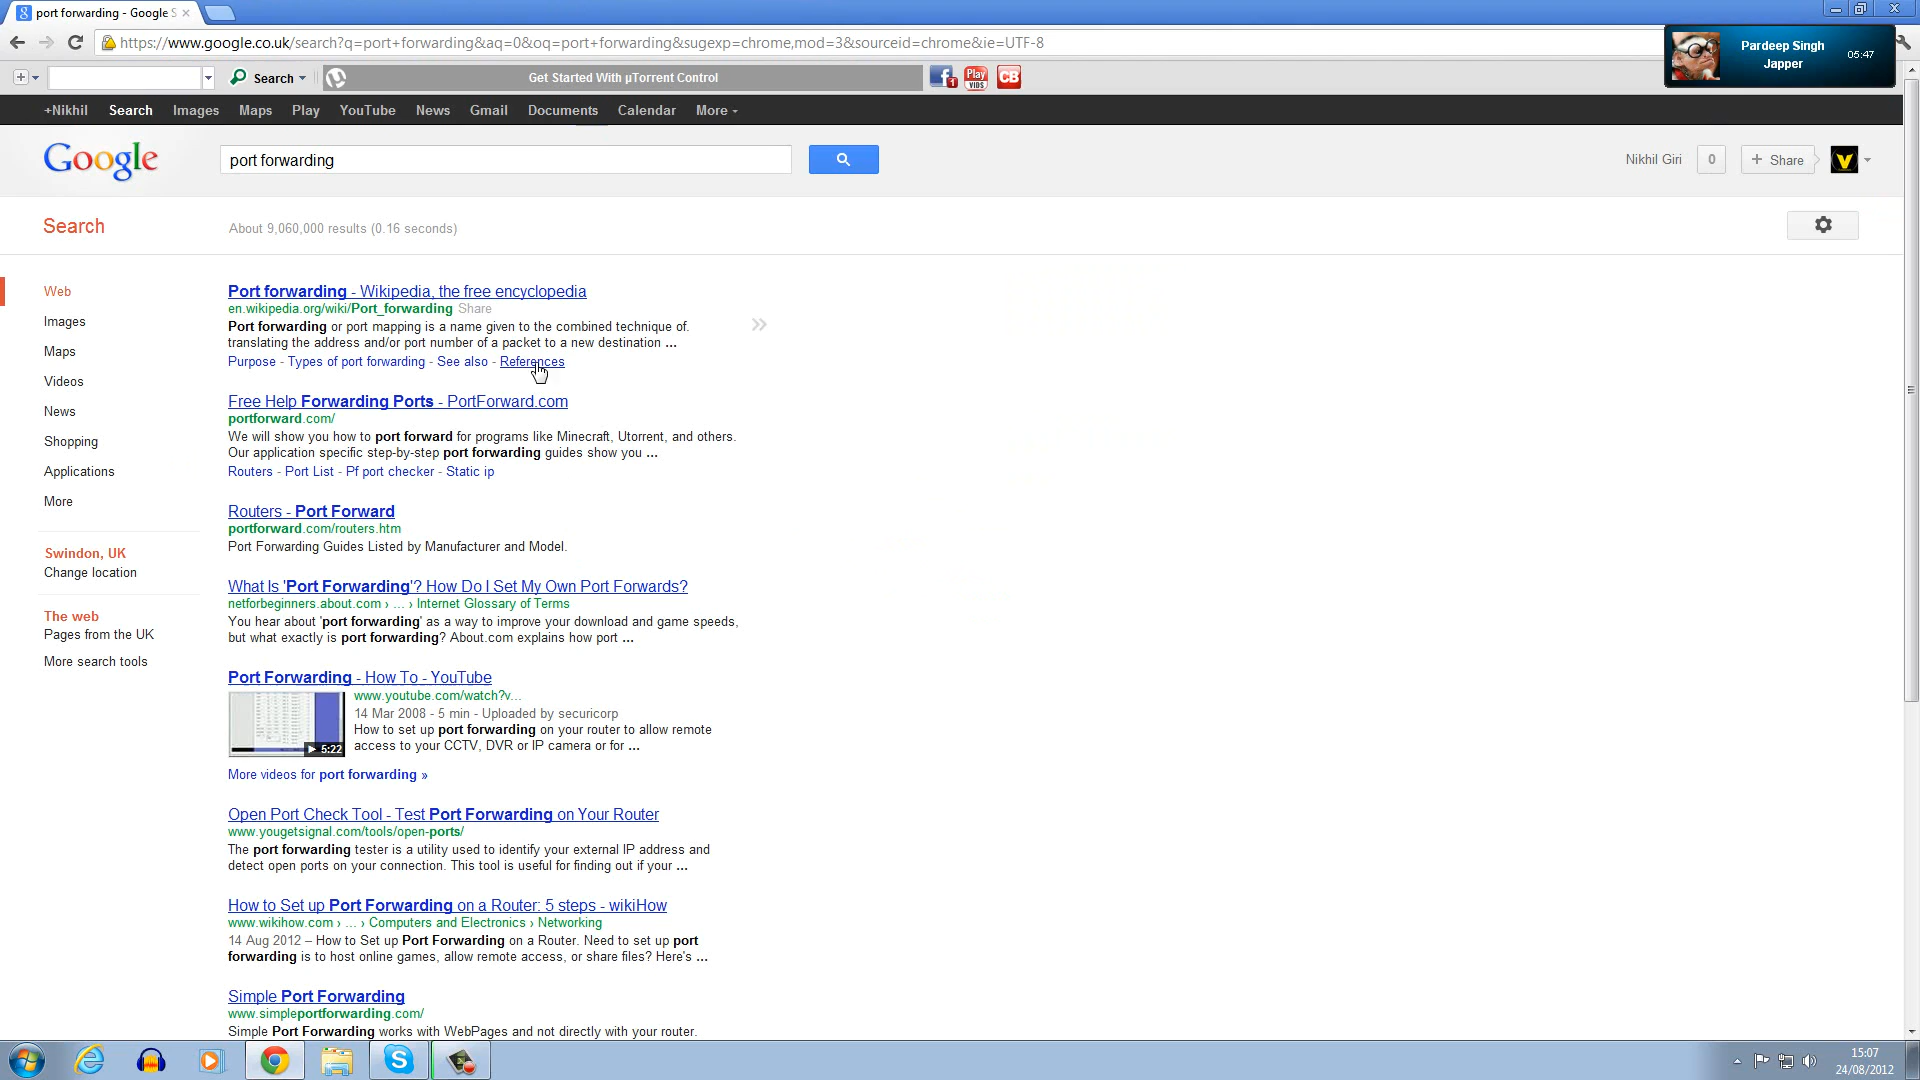 port forwarding - Google S
https://www.google.co.uk/search?q=port+forwarding&aq=0&oq=port+forwarding&sugexp=chrome,mod=3&sourceid=chrome&ie=UTF-8
Pardeep Singh
Japper
05:47
Search
Get Started With µTorrent Control
1
Play
VIDS
CB
+Nikhil Search Images Maps Play YouTube News Gmail Documents Calendar More
Google
port forwarding
Nikhil Giri
0
+ Share
Search
About 9,060,000 results (0.16 seconds)
Web
Images
Maps
Videos
News
Shopping
Applications
More
Swindon, UK
Change location
The web
Pages from the UK
More search tools
Port forwarding - Wikipedia, the free encyclopedia
en.wikipedia.org/wiki/Port_forwarding Share
Port forwarding or port mapping is a name given to the combined technique of.
translating the address and/or port number of a packet to a new destination ...
Purpose - Types of port forwarding - See also - References
Free Help Forwarding Ports - PortForward.com
portforward.com/
We will show you how to port forward for programs like Minecraft, Utorrent, and others.
Our application specific step-by-step port forwarding guides show you ...
Routers - Port List - Pf port checker - Static ip
Routers - Port Forward
portforward.com/routers.htm
Port Forwarding Guides Listed by Manufacturer and Model.
What Is 'Port Forwarding'? How Do I Set My Own Port Forwards?
netforbeginners.about.com › ... › Internet Glossary of Terms
You hear about 'port forwarding' as a way to improve your download and game speeds,
but what exactly is port forwarding? About.com explains how port ...
Port Forwarding - How To - YouTube
www.youtube.com/watch?v...
14 Mar 2008 - 5 min - Uploaded by securicorp
How to set up port forwarding on your router to allow remote
access to your CCTV, DVR or IP camera or for ...
5:22
More videos for port forwarding »
Open Port Check Tool - Test Port Forwarding on Your Router
www.yougetsignal.com/tools/open-ports/
The port forwarding tester is a utility used to identify your external IP address and
detect open ports on your connection. This tool is useful for finding out if your ...
How to Set up Port Forwarding on a Router: 5 steps - wikiHow
www.wikihow.com › ... › Computers and Electronics › Networking
14 Aug 2012 – How to Set up Port Forwarding on a Router. Need to set up port
forwarding is to host online games, allow remote access, or share files? Here's ...
Simple Port Forwarding
www.simpleportforwarding.com/
Simple Port Forwarding works with WebPages and not directly with your router.
15:07
24/08/2012